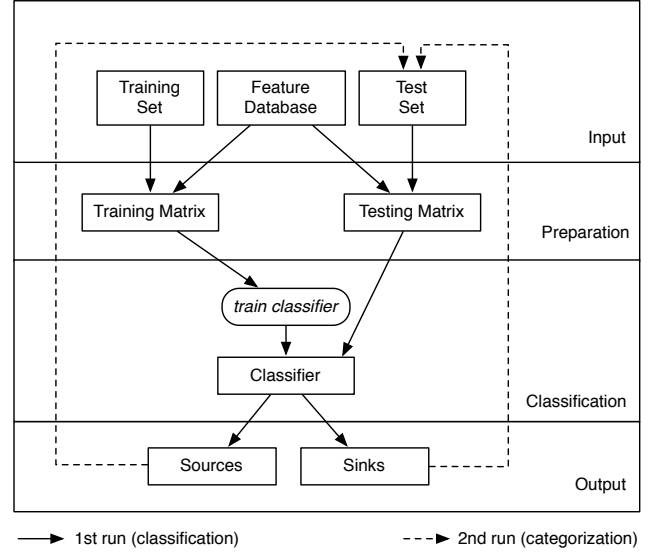 Training
Set
Feature
Database
Test
Set
Input
Training Matrix
Testing Matrix
Preparation
train classifier
Classifier
Classification
Sources
Sinks
Output
1st run (classification)
2nd run (categorization)